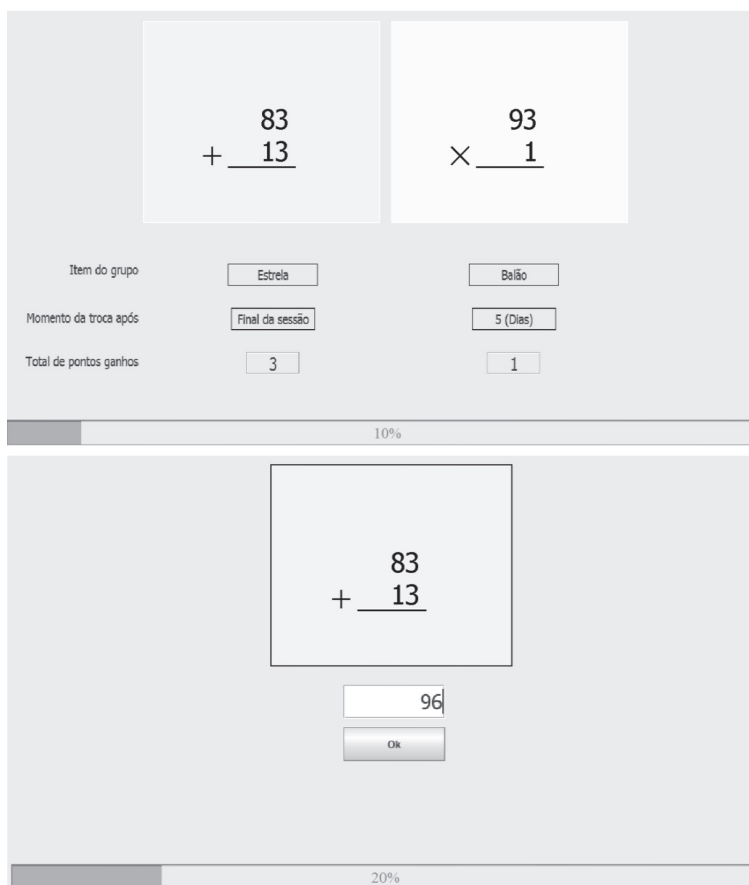 83
+ 13
93
× 1
Item do grupo
Estrela
Balão
Momento da troca após
Final da sessão
5 (Dias)
Total de pontos ganhos
3
1
10%
83
+ 13
96
Ok
20%